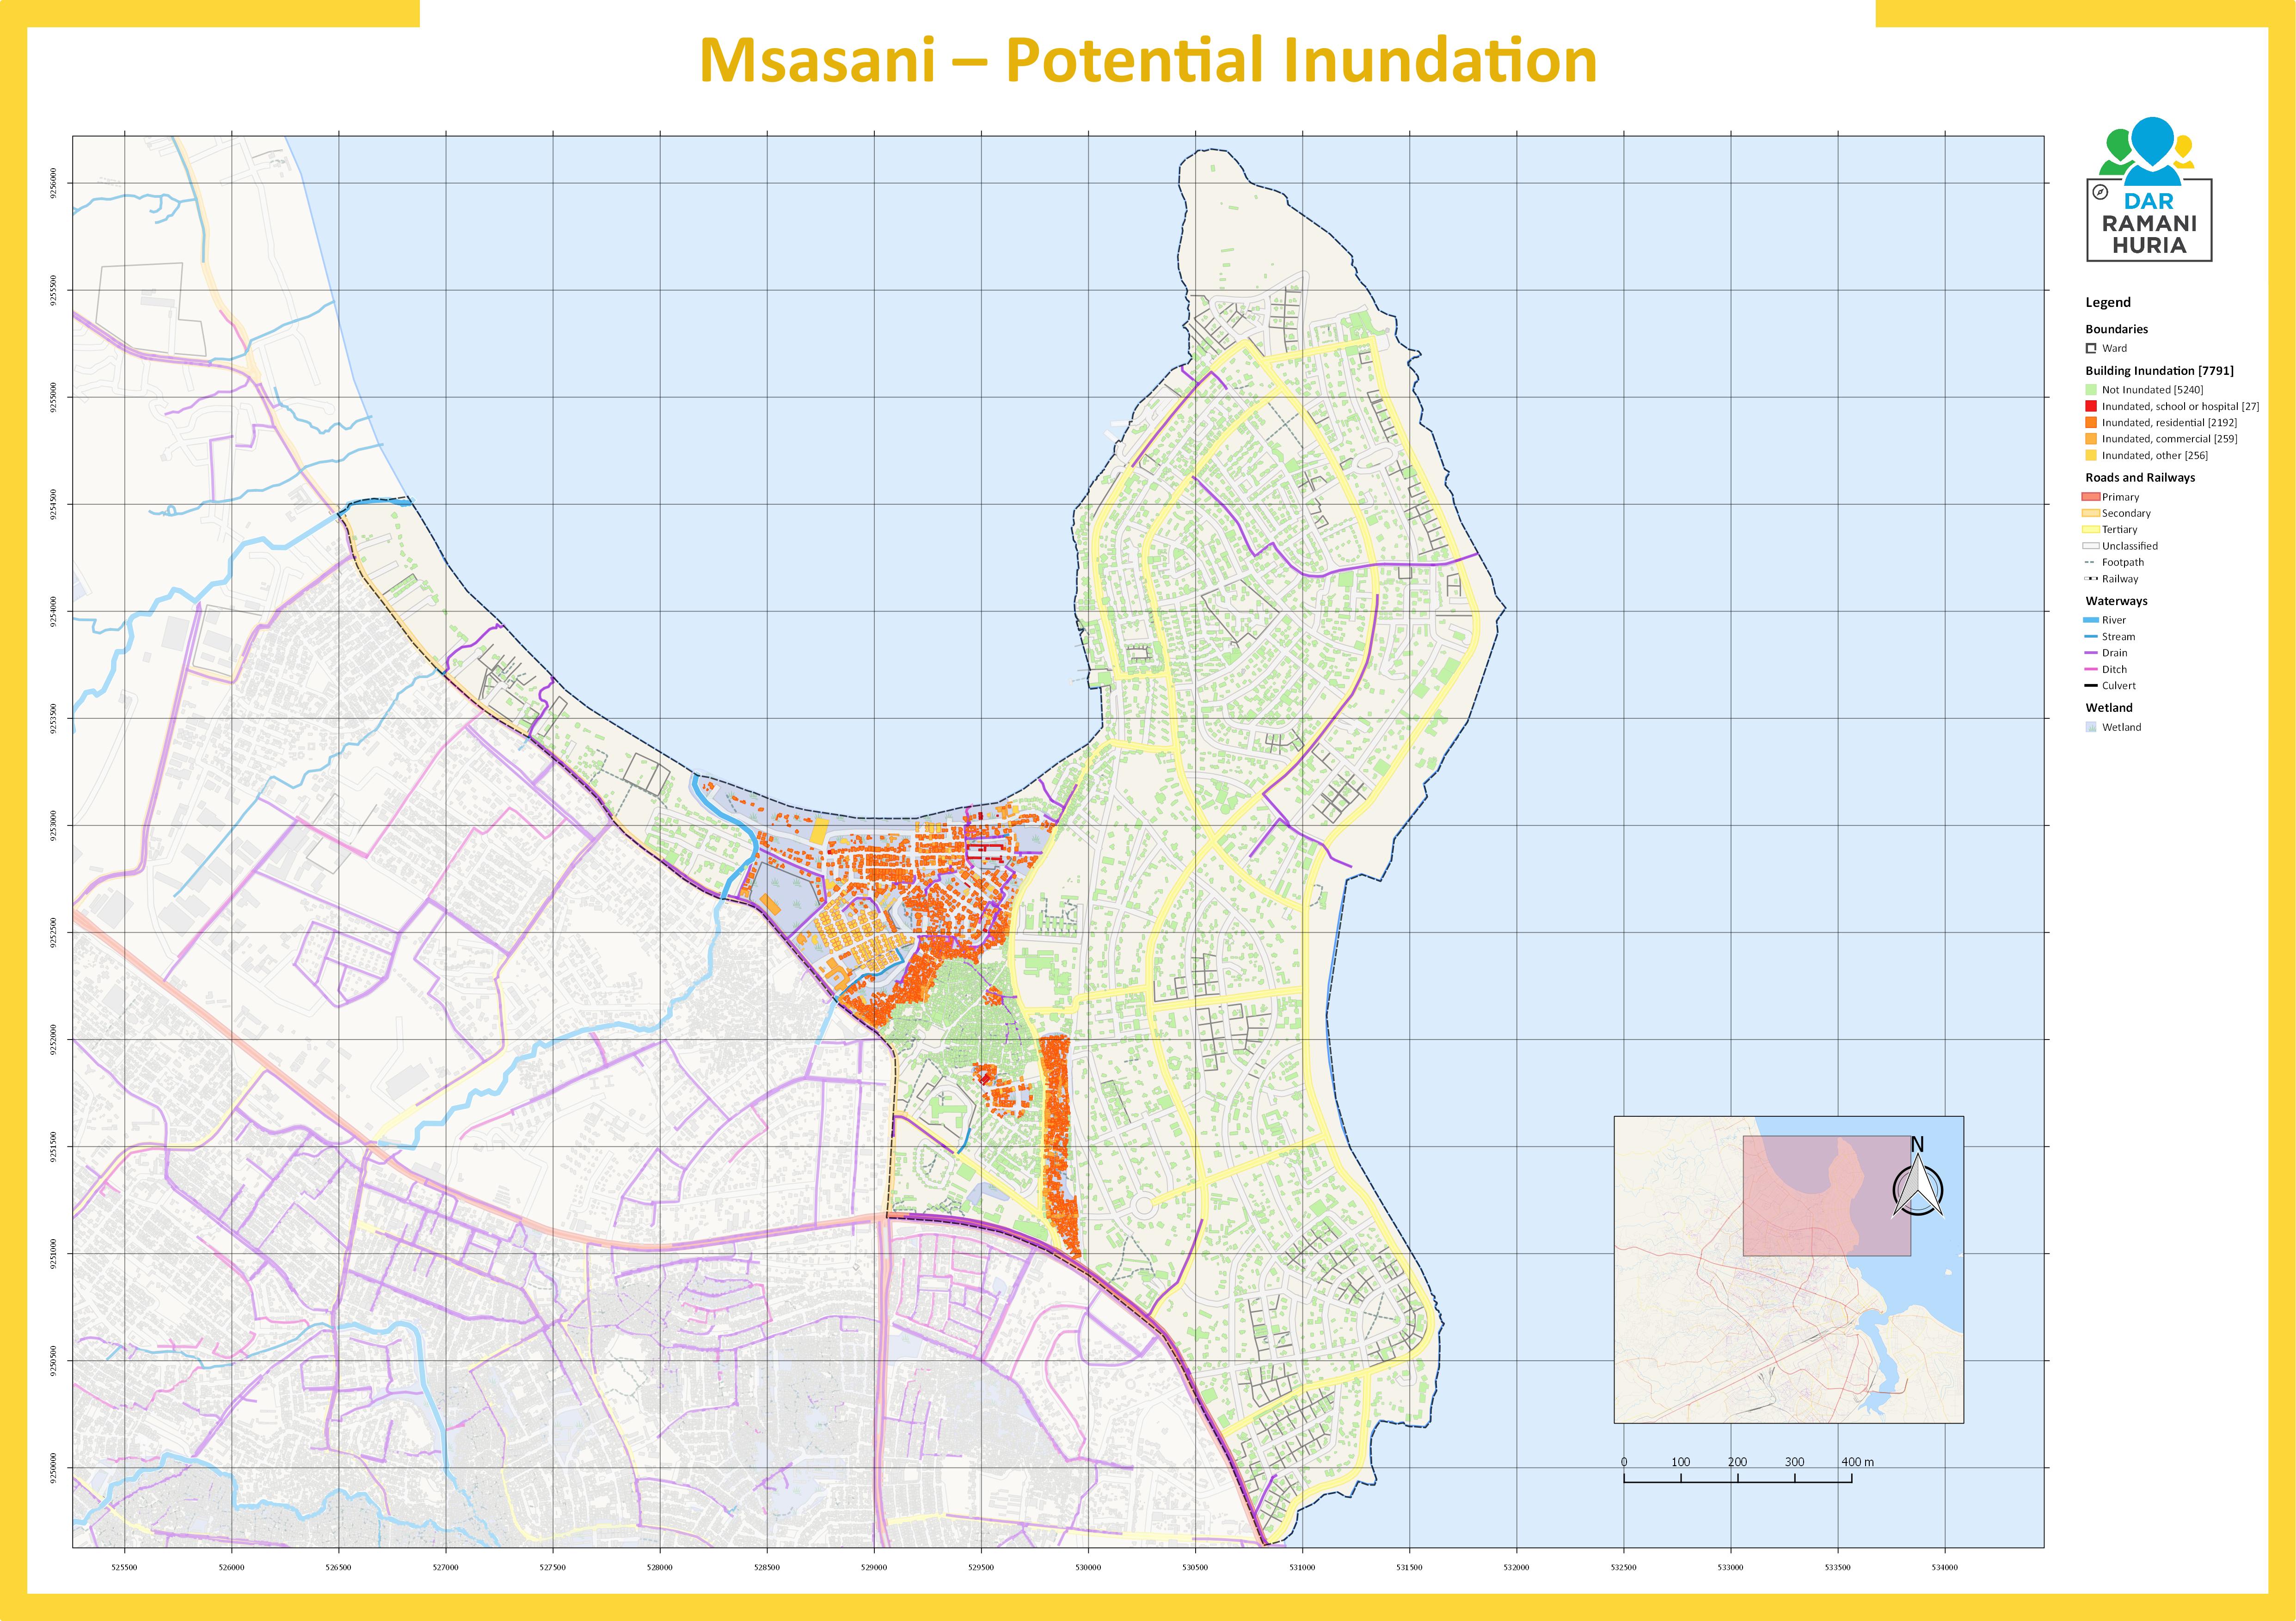 Msasani – Potential Inundation
DAR
RAMANI
HURIA
Legend
Boundaries
Ward
Building Inundation [7791]
Not Inundated [5240]
Inundated, school or hospital [27]
Inundated, residential [2192]
Inundated, commercial [259]
Inundated, other [256]
Roads and Railways
Primary
Secondary
Tertiary
Unclassified
Footpath
Railway
Waterways
River
Stream
Drain
Ditch
Culvert
Wetland
Wetland
9256000
9255500
9255000
9254500
9254000
9253500
9253000
9252500
9252000
9251500
9251000
9250500
9250000
N
0 100 200 300 400 m
525500 526000 526500 527000 527500 528000 528500 529000 529500 530000 530500 531000 531500 532000 532500 533000 533500 534000